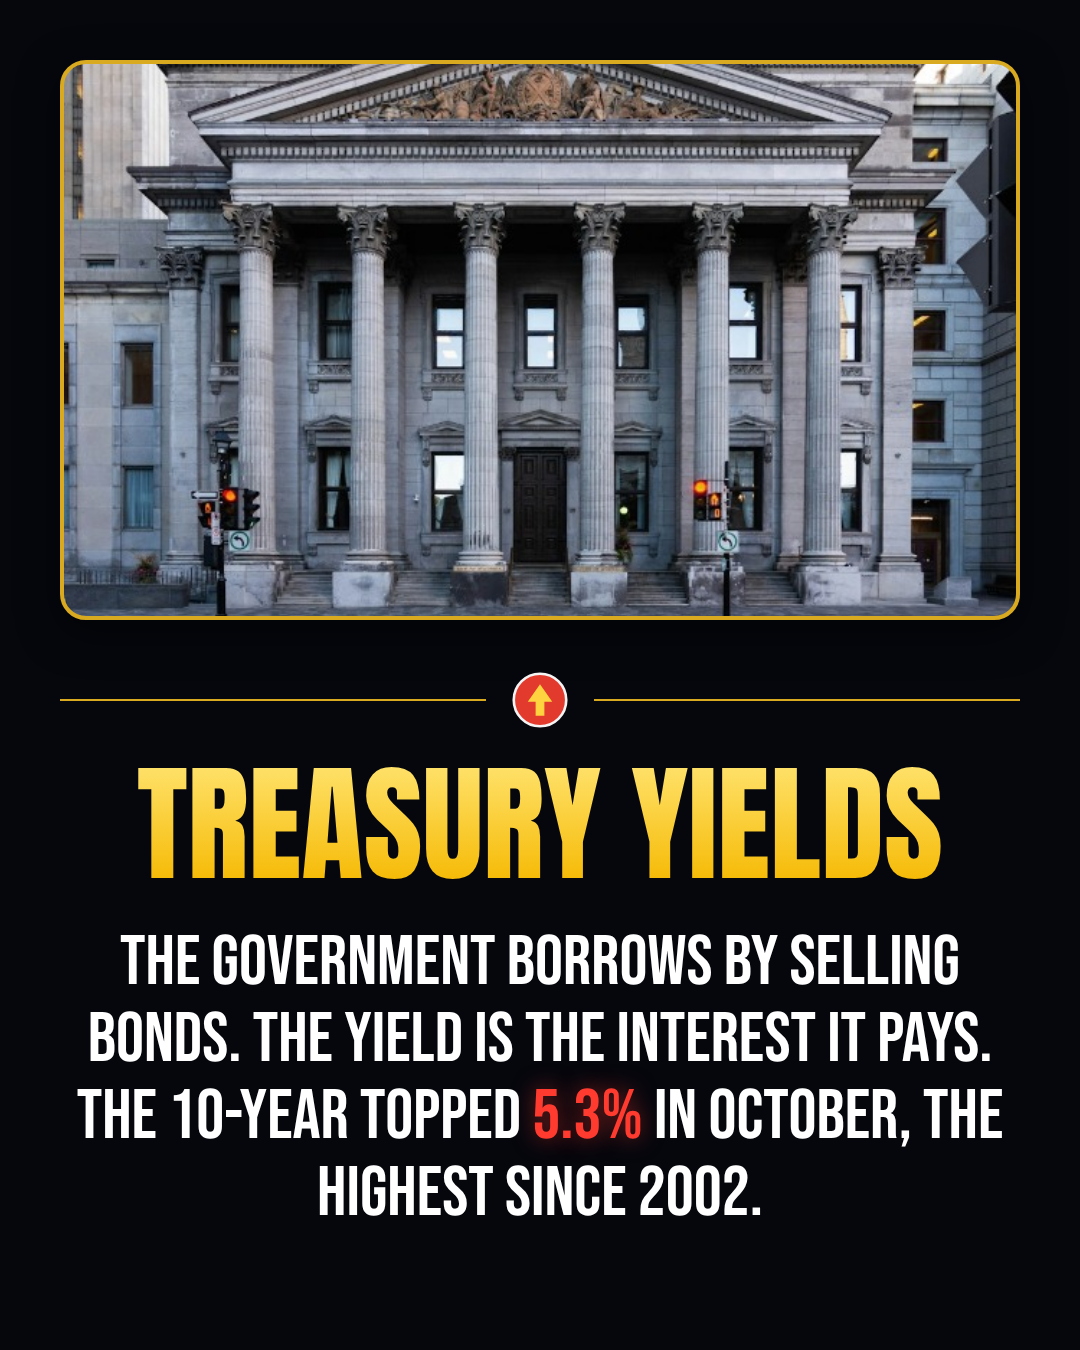 TREASURY YIELDS
THE GOVERNMENT BORROWS BY SELLING
BONDS. THE YIELD IS THE INTEREST IT PAYS.
THE 10-YEAR TOPPED 5.3% IN OCTOBER, THE
HIGHEST SINCE 2002.